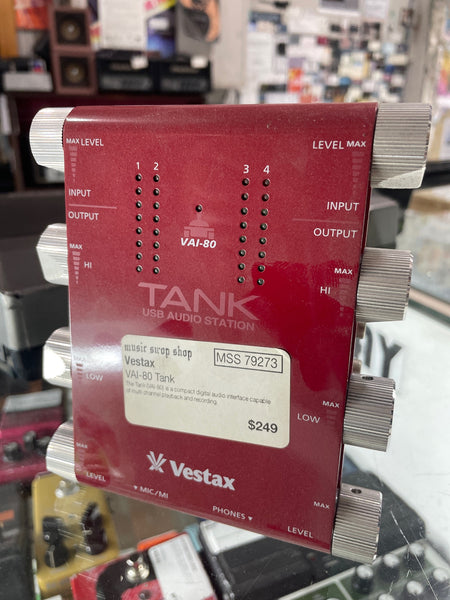 MAX LEVEL
LEVEL MAX
1 2
3 4
INPUT
INPUT
OUTPUT
OUTPUT
VAI-80
MAX
MAX
HI
HI
TANK
USB AUDIO STATION
music swop shop
MSS 79273
Vestax
VAI-80 Tank
The Tank (VAI-80) is a compact digital audio interface capable
of multi channel playback and recording.
$249
MAX
MAX
LOW
LOW
Vestax
MAX
MAX
LEVEL
LEVEL
▼ MIC/MI
PHONES ▼